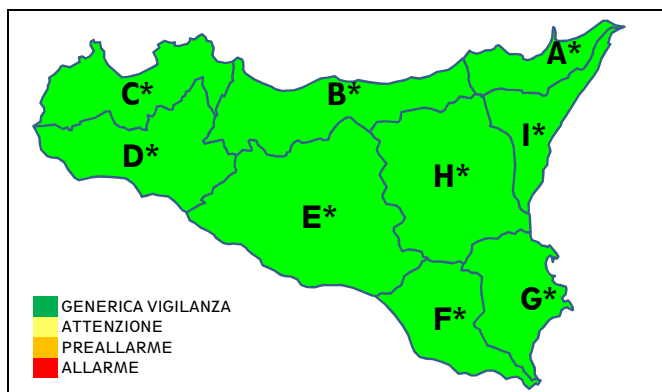 A*
C*
B*
I*
D*
H*
E*
G*
F*
GENERICA VIGILANZA
ATTENZIONE
PREALLARME
ALLARME